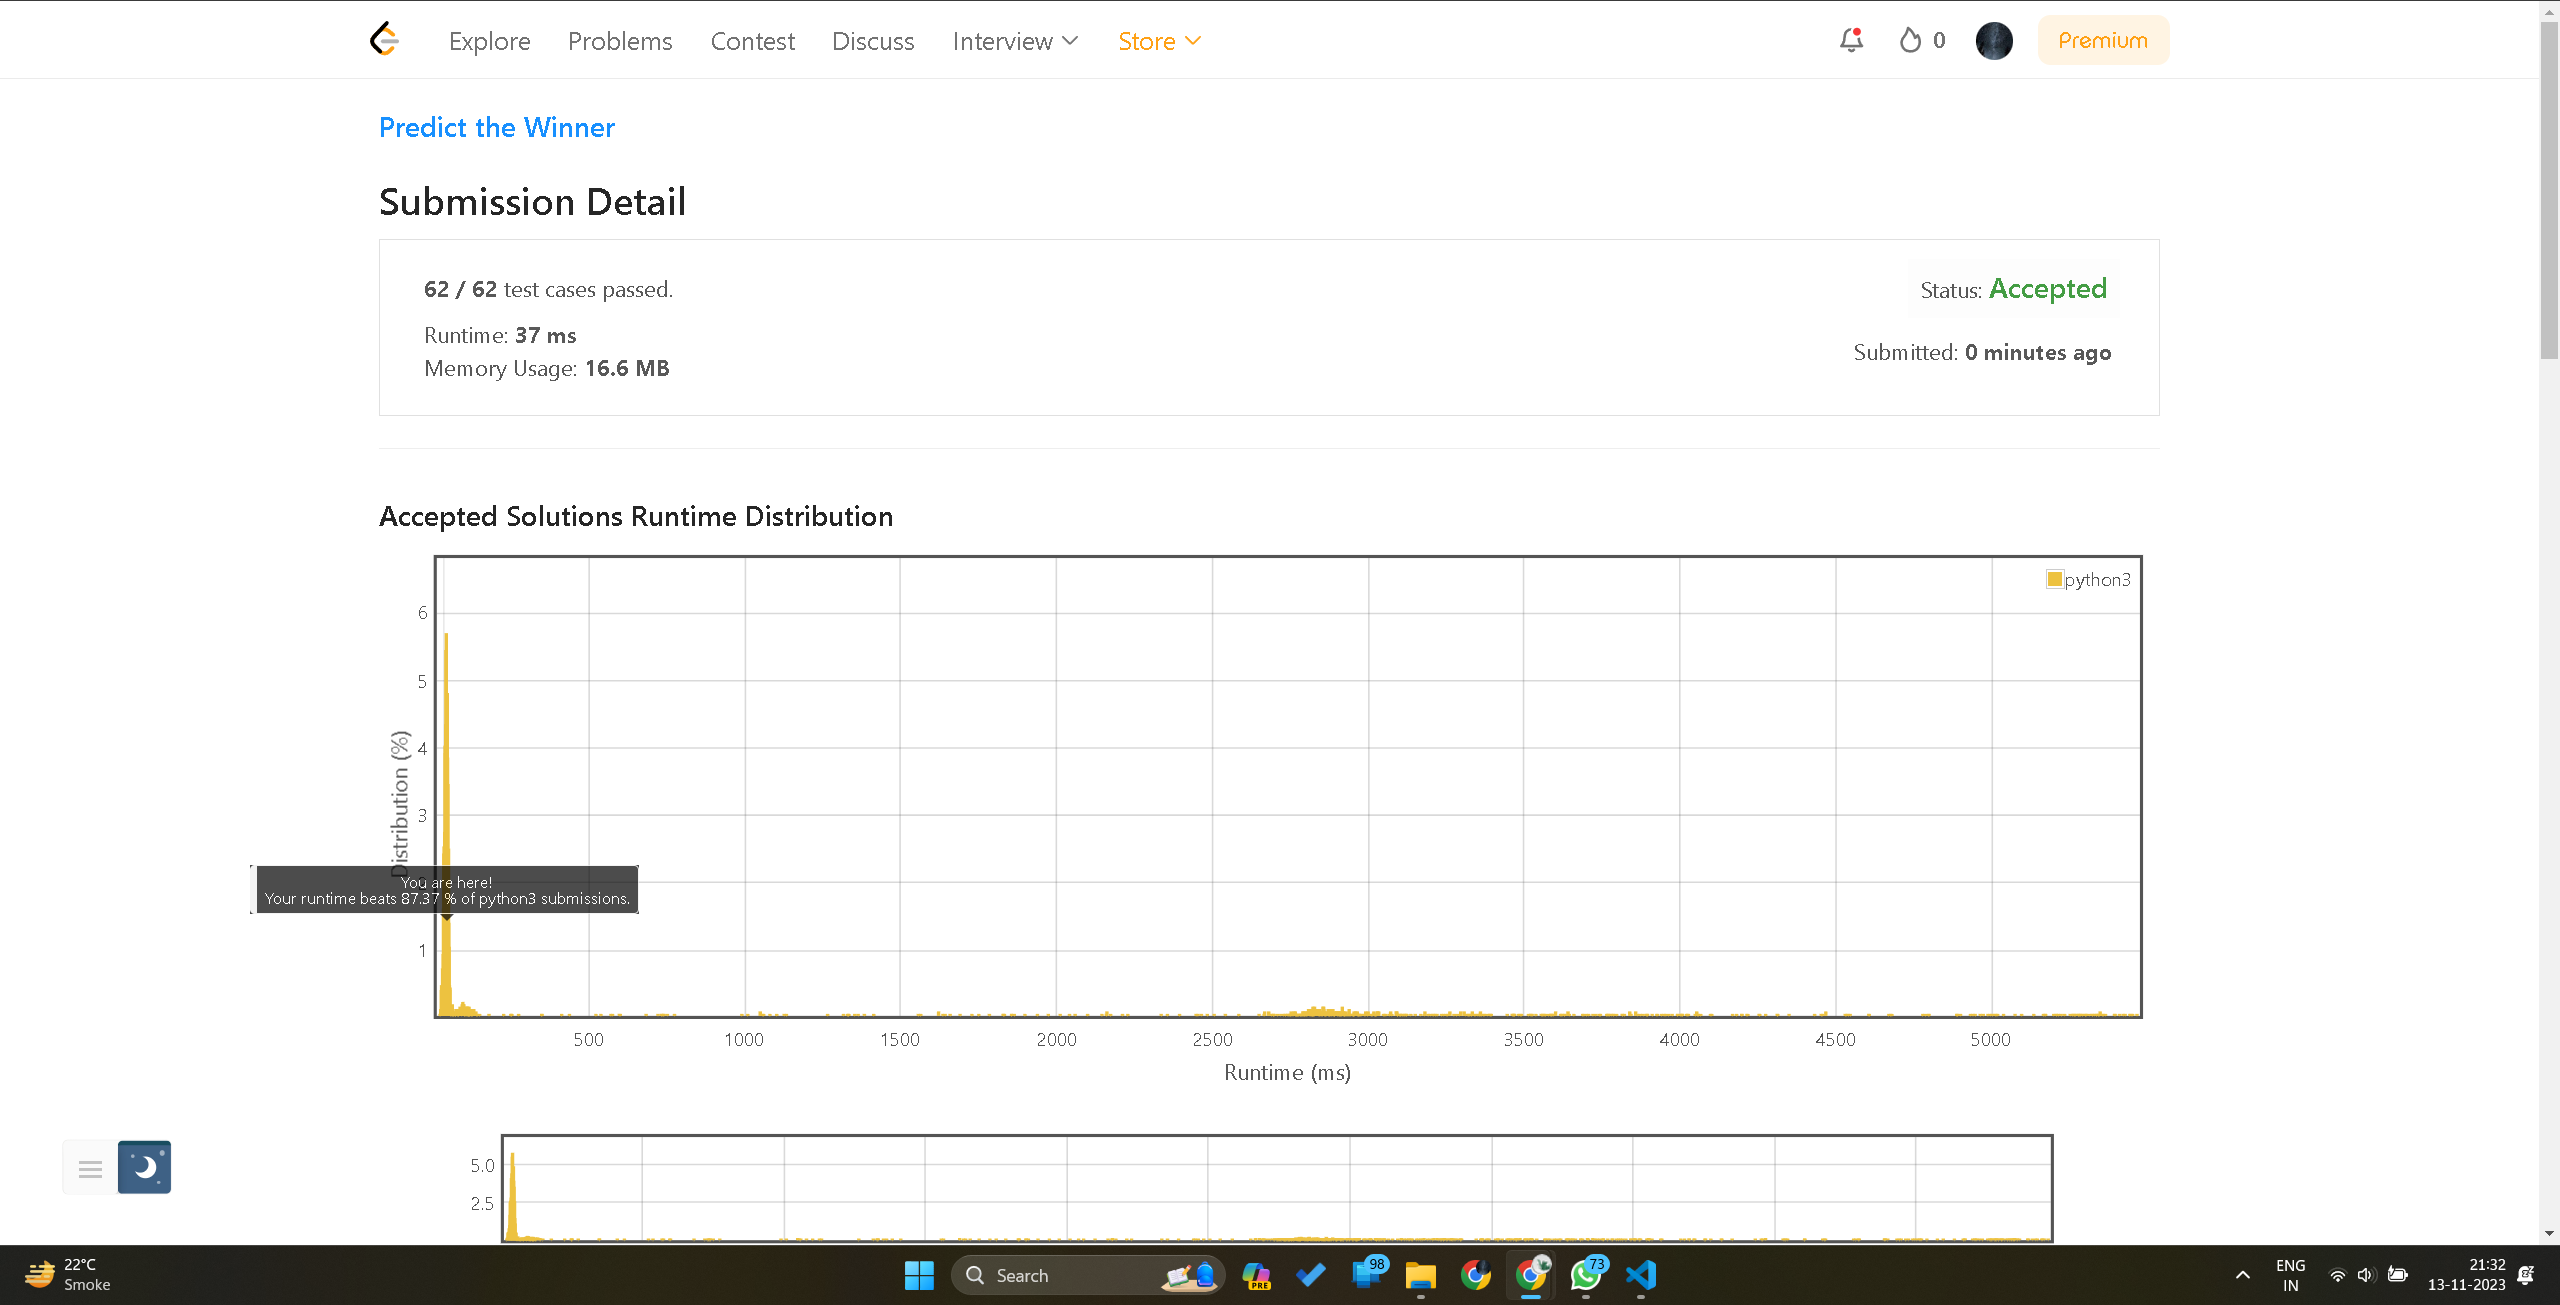 Explore Problems Contest Discuss Interview Store 0 Premium
Predict the Winner
Submission Detail
62 / 62 test cases passed.
Status: Accepted
Runtime: 37 ms
Submitted: 0 minutes ago
Memory Usage: 16.6 MB
Accepted Solutions Runtime Distribution
python3
6
5
4
3
1
Distribution (%)
You are here!
Your runtime beats 87.37 % of python3 submissions.
500 1000 1500 2000 2500 3000 3500 4000 4500 5000
Runtime (ms)
5.0
2.5
22°C
Smoke
Search
PRE
98
73
ENG
IN
21:32
13-11-2023